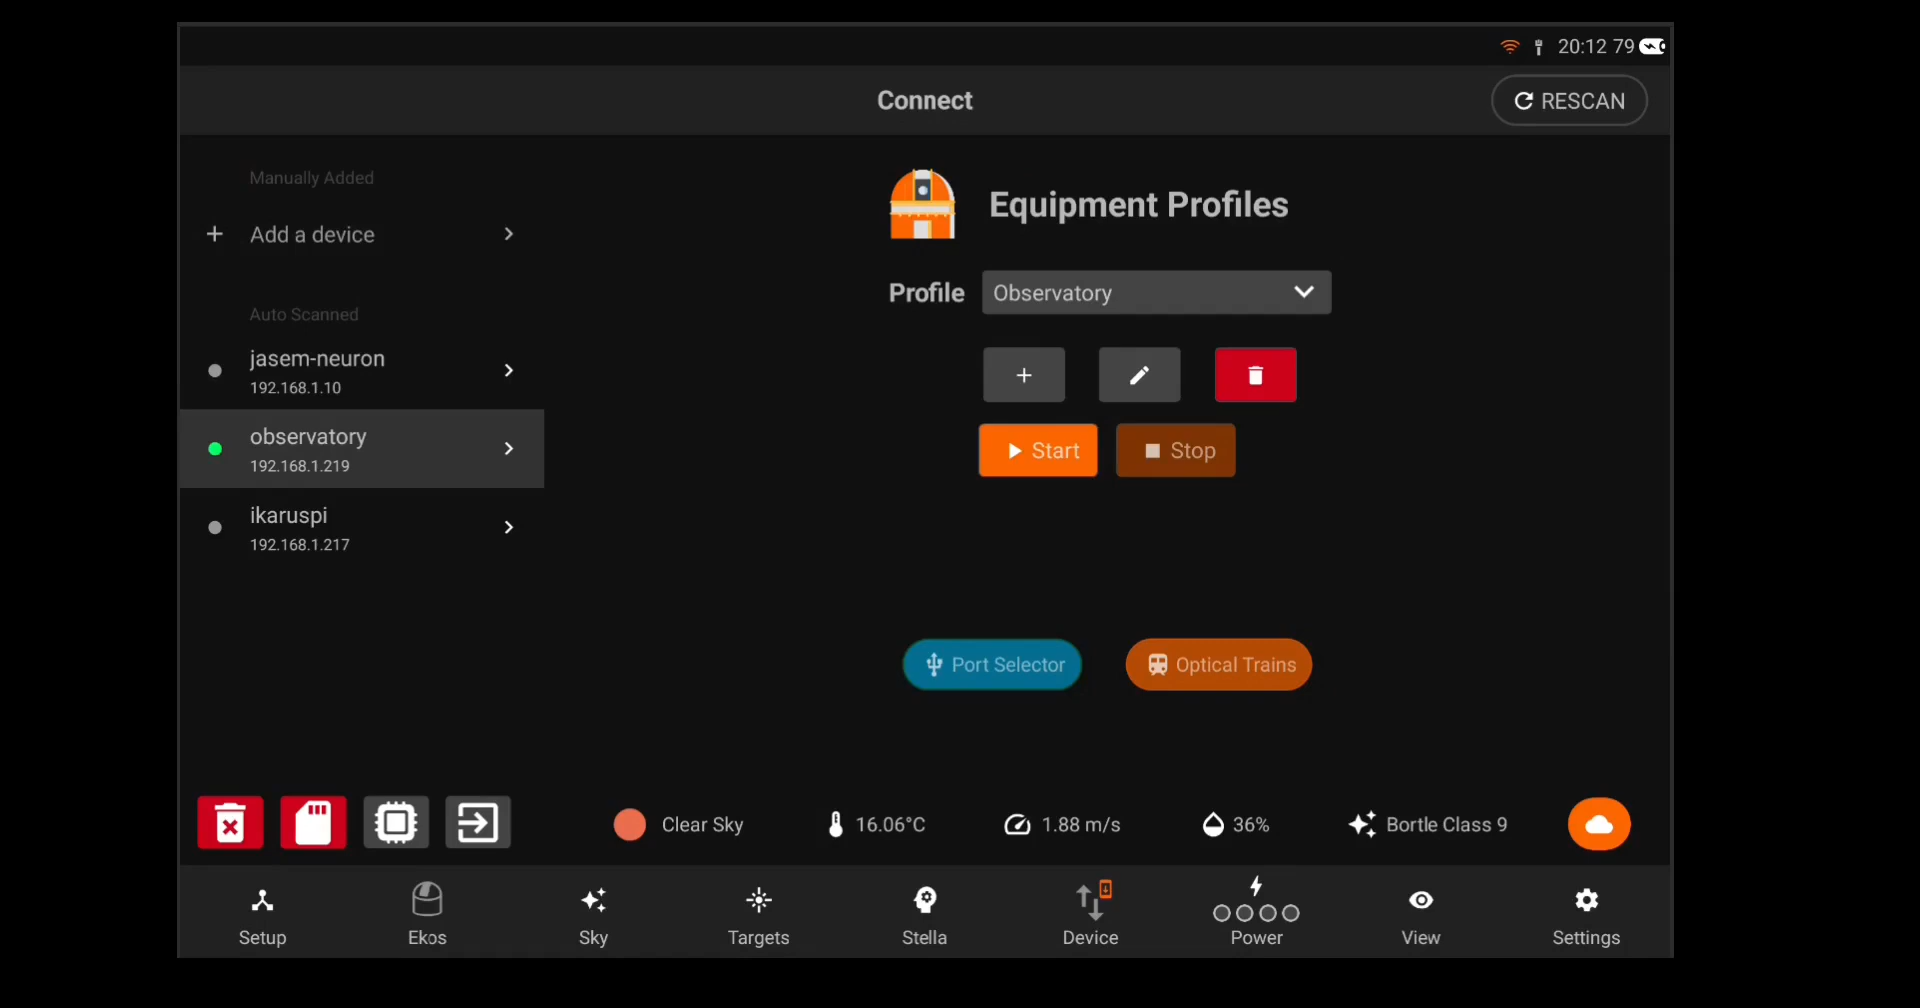 20:12 79
Connect
RESCAN
Manually Added
Add a device
Auto Scanned
jasem-neuron
192.168.1.10
observatory
192.168.1.219
ikaruspi
192.168.1.217
Equipment Profiles
Profile
Observatory
Start
Stop
Port Selector
Optical Trains
Clear Sky
16.06°C
1.88 m/s
36%
Bortle Class 9
Setup
Ekos
Sky
Targets
Stella
Device
Power
View
Settings